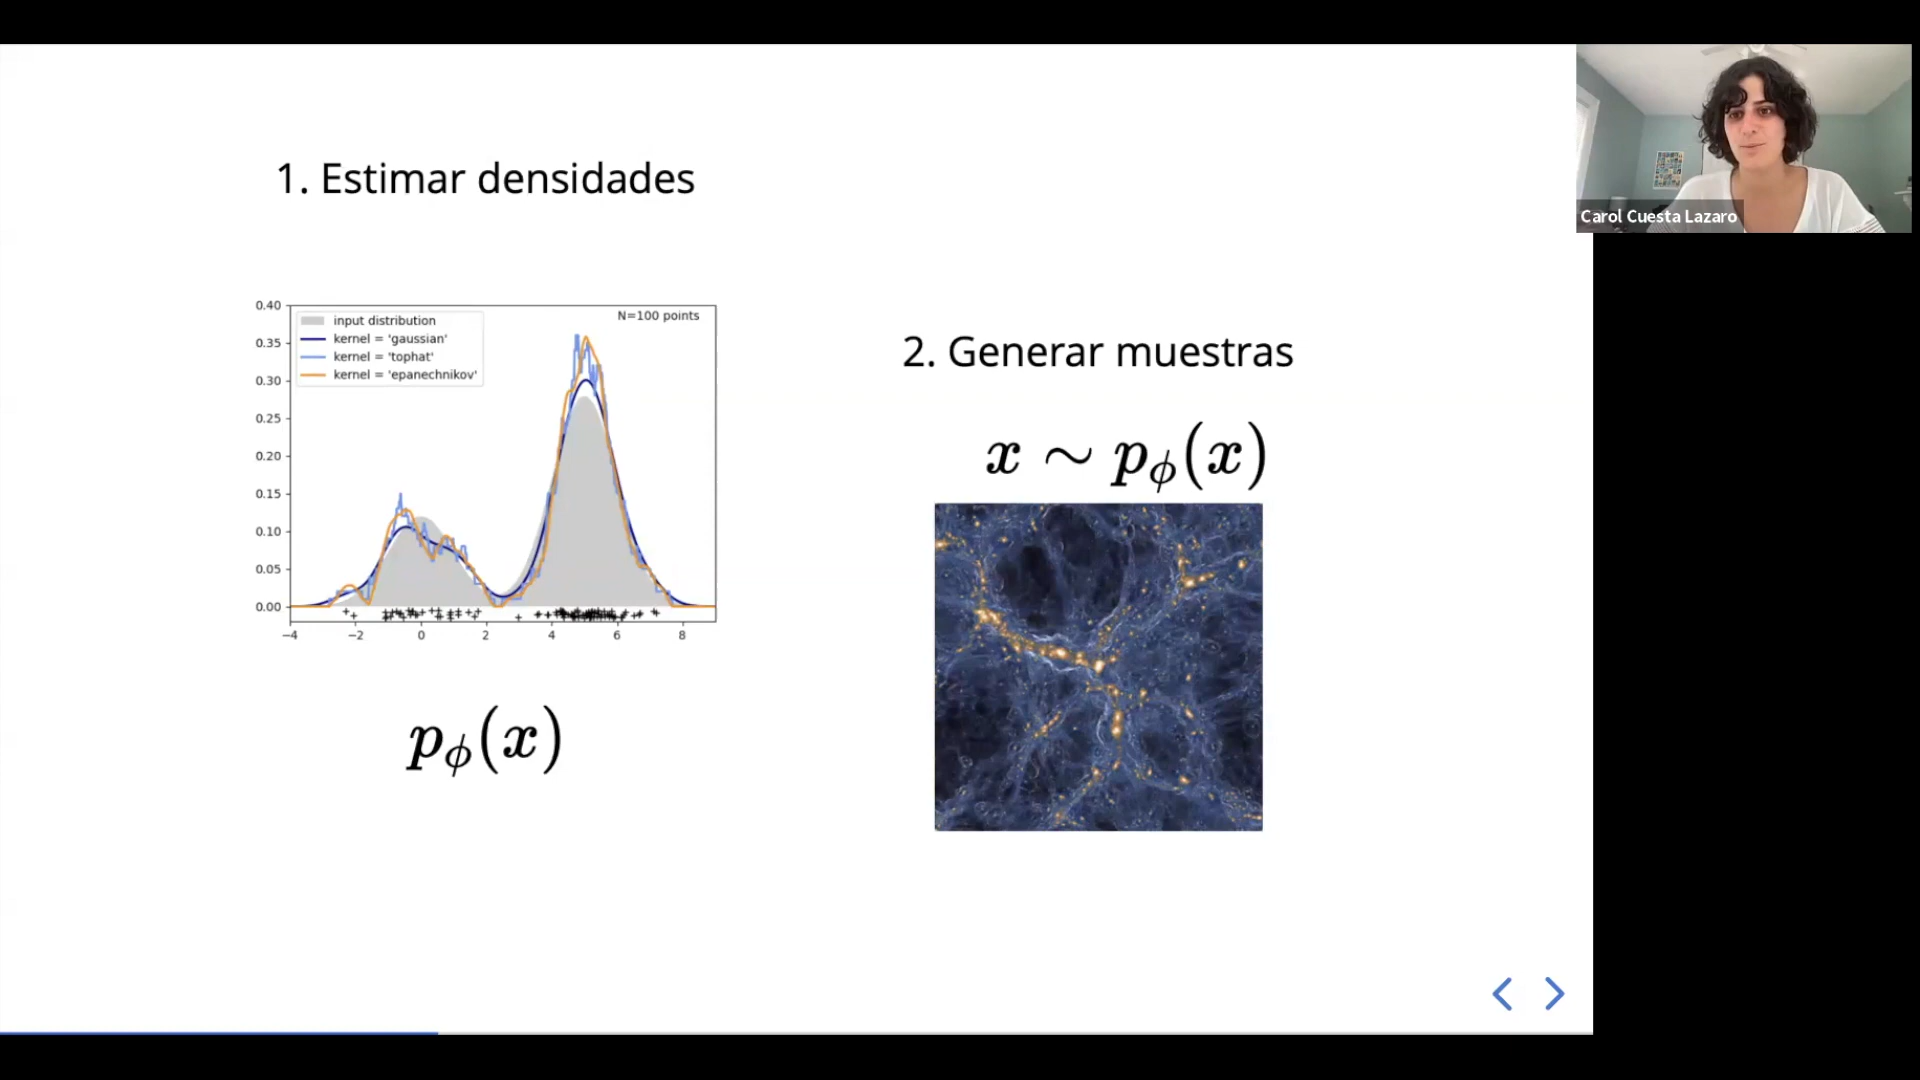 1. Estimar densidades
0.40
0.35
0.30
0.25
0.20
0.15
0.10
0.05
0.00
input distribution
kernel = 'gaussian'
kernel = 'tophat'
kernel = 'epanechnikov'
N=100 points
−4 −2 0 2 4 6 8
pϕ(x)
2. Generar muestras
x ∼ pϕ(x)
Carol Cuesta Lazaro